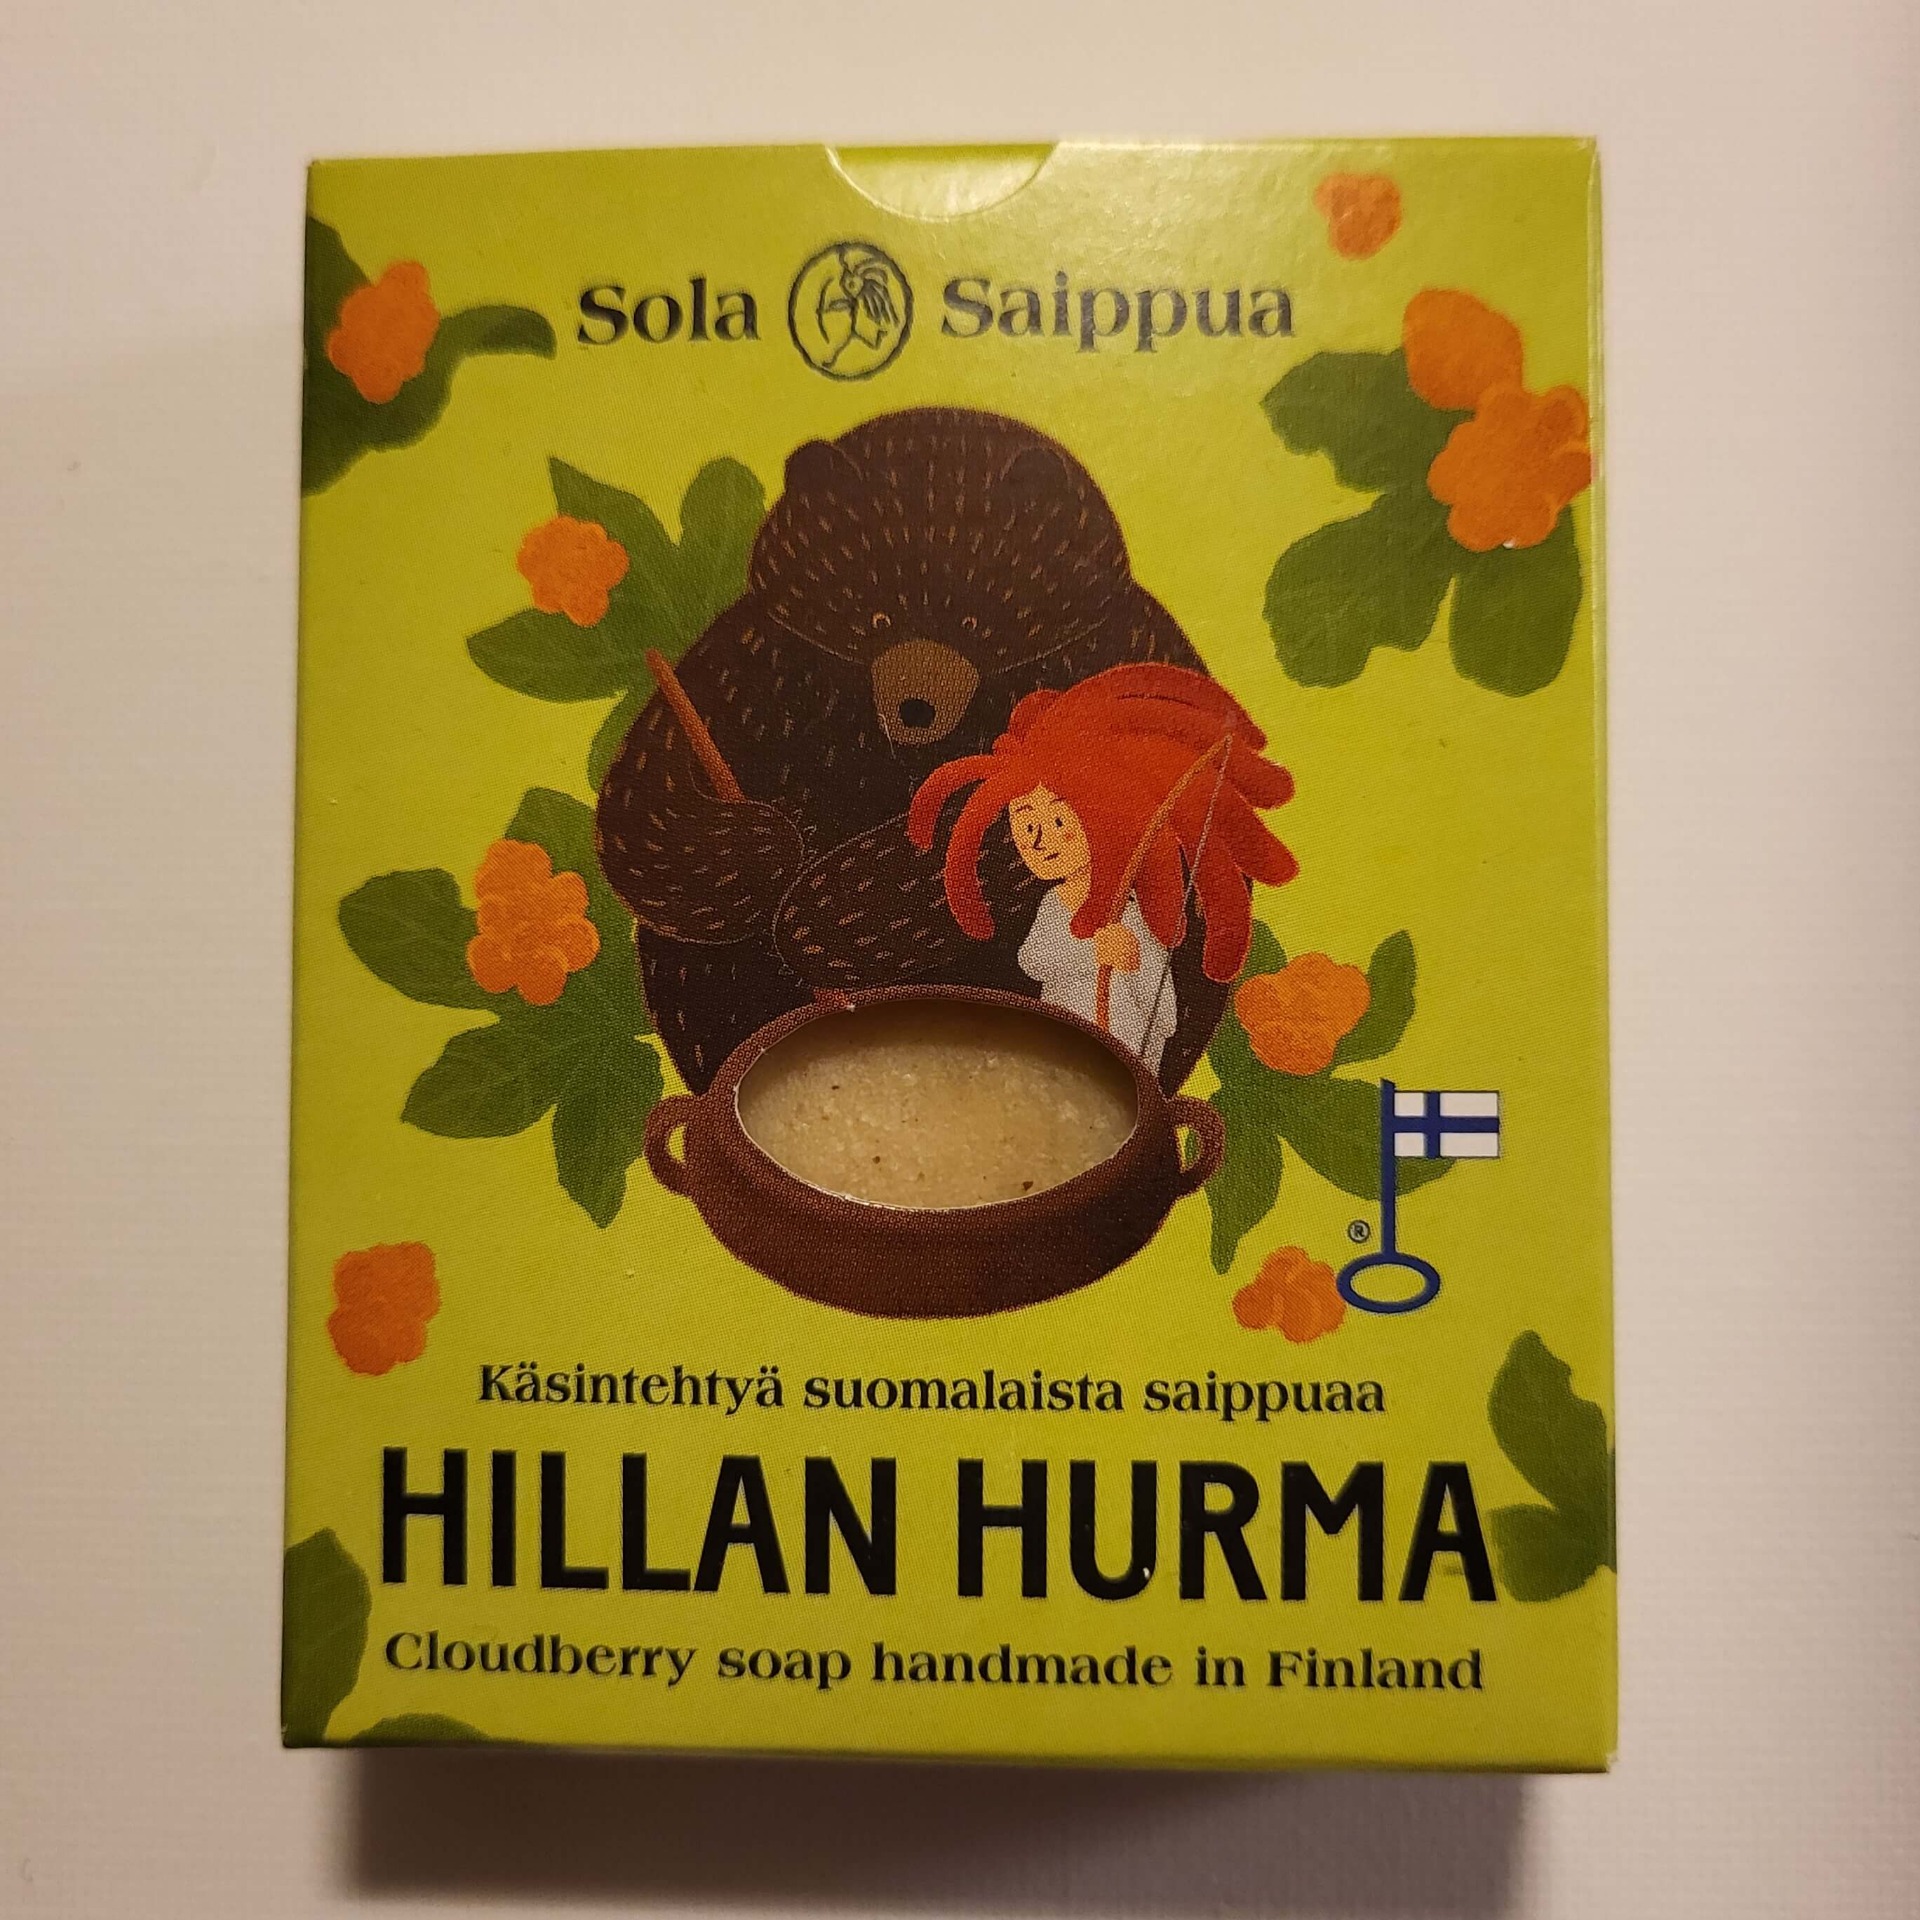 Sola Saippua
®
Käsintehtyä suomalaista saippuaa
HILLAN HURMA
Cloudberry soap handmade in Finland